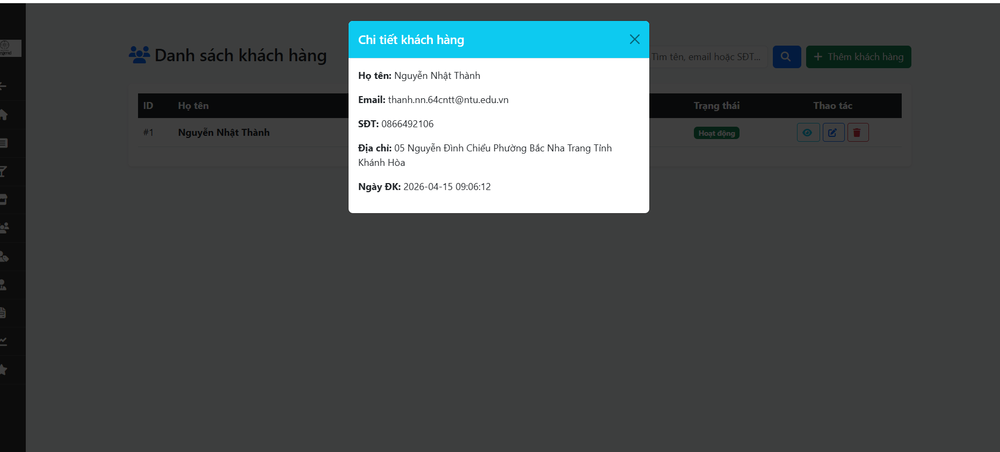 Chi tiết khách hàng
Danh sách khách hàng
Tìm tên, email hoặc SĐT...
Thêm khách hàng
Họ tên: Nguyễn Nhật Thành
Email: thanh.nn.64cntt@ntu.edu.vn
SĐT: 0866492106
Địa chỉ: 05 Nguyễn Đình Chiểu Phường Bắc Nha Trang Tỉnh
Khánh Hòa
Ngày ĐK: 2026-04-15 09:06:12
ID Họ tên Trạng thái Thao tác
#1 Nguyễn Nhật Thành Hoạt động